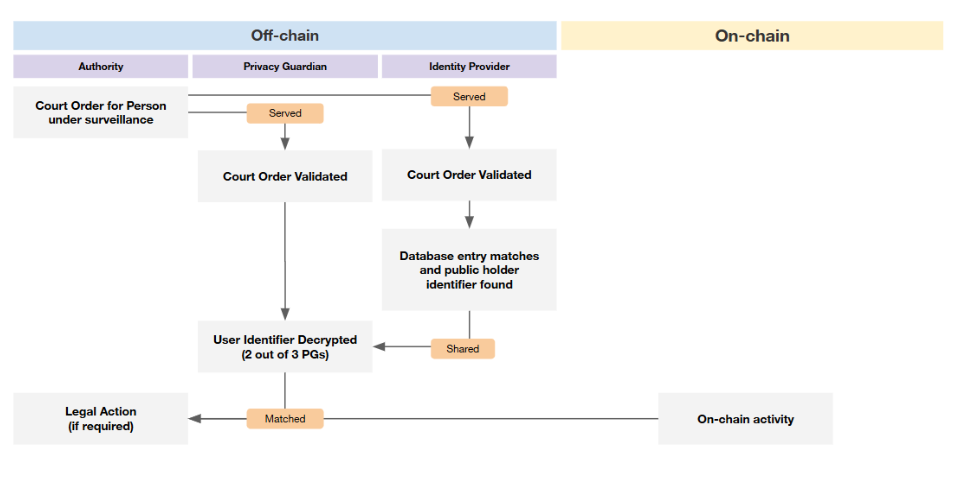 Off-chain
On-chain
Authority
Privacy Guardian
Identity Provider
Court Order for Person
under surveillance
Served
Served
Court Order Validated
Court Order Validated
Database entry matches
and public holder
identifier found
User Identifier Decrypted
(2 out of 3 PGs)
Shared
Legal Action
(if required)
Matched
On-chain activity